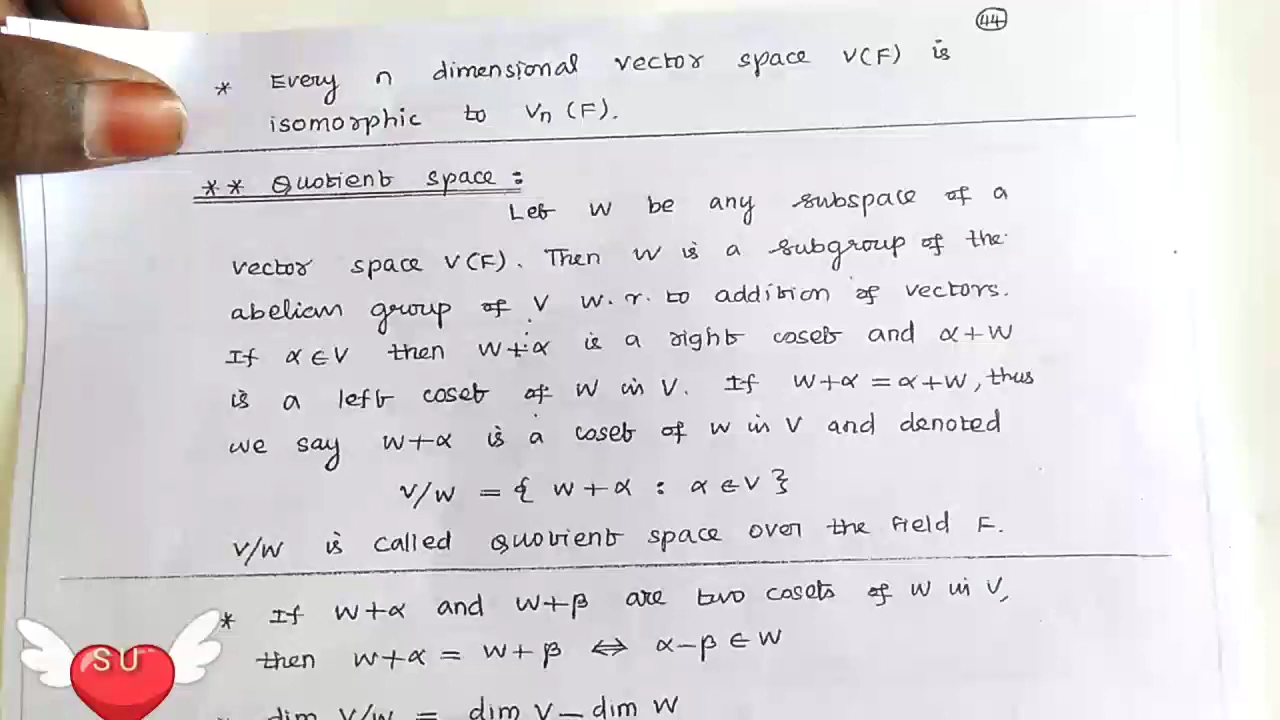 44
* Every n dimensional vector space V(F) is
isomorphic to Vn (F).
** Quotient space :
Let W be any subspace of a
vector space V(F). Then W is a subgroup of the
abelian group of V w.r. to addition of vectors.
If α∈V then W+α is a right coset and α+W
is a left coset of W in V. If W+α = α+W, thus
we say W+α is a coset of W in V and denoted
V/W = { W+α : α∈V }
V/W is called Quotient space over the field F.
* If W+α and W+β are two cosets of W in V,
then W+α = W+β ⇔ α-β ∈ W
dim V/W = dim V - dim W
SU